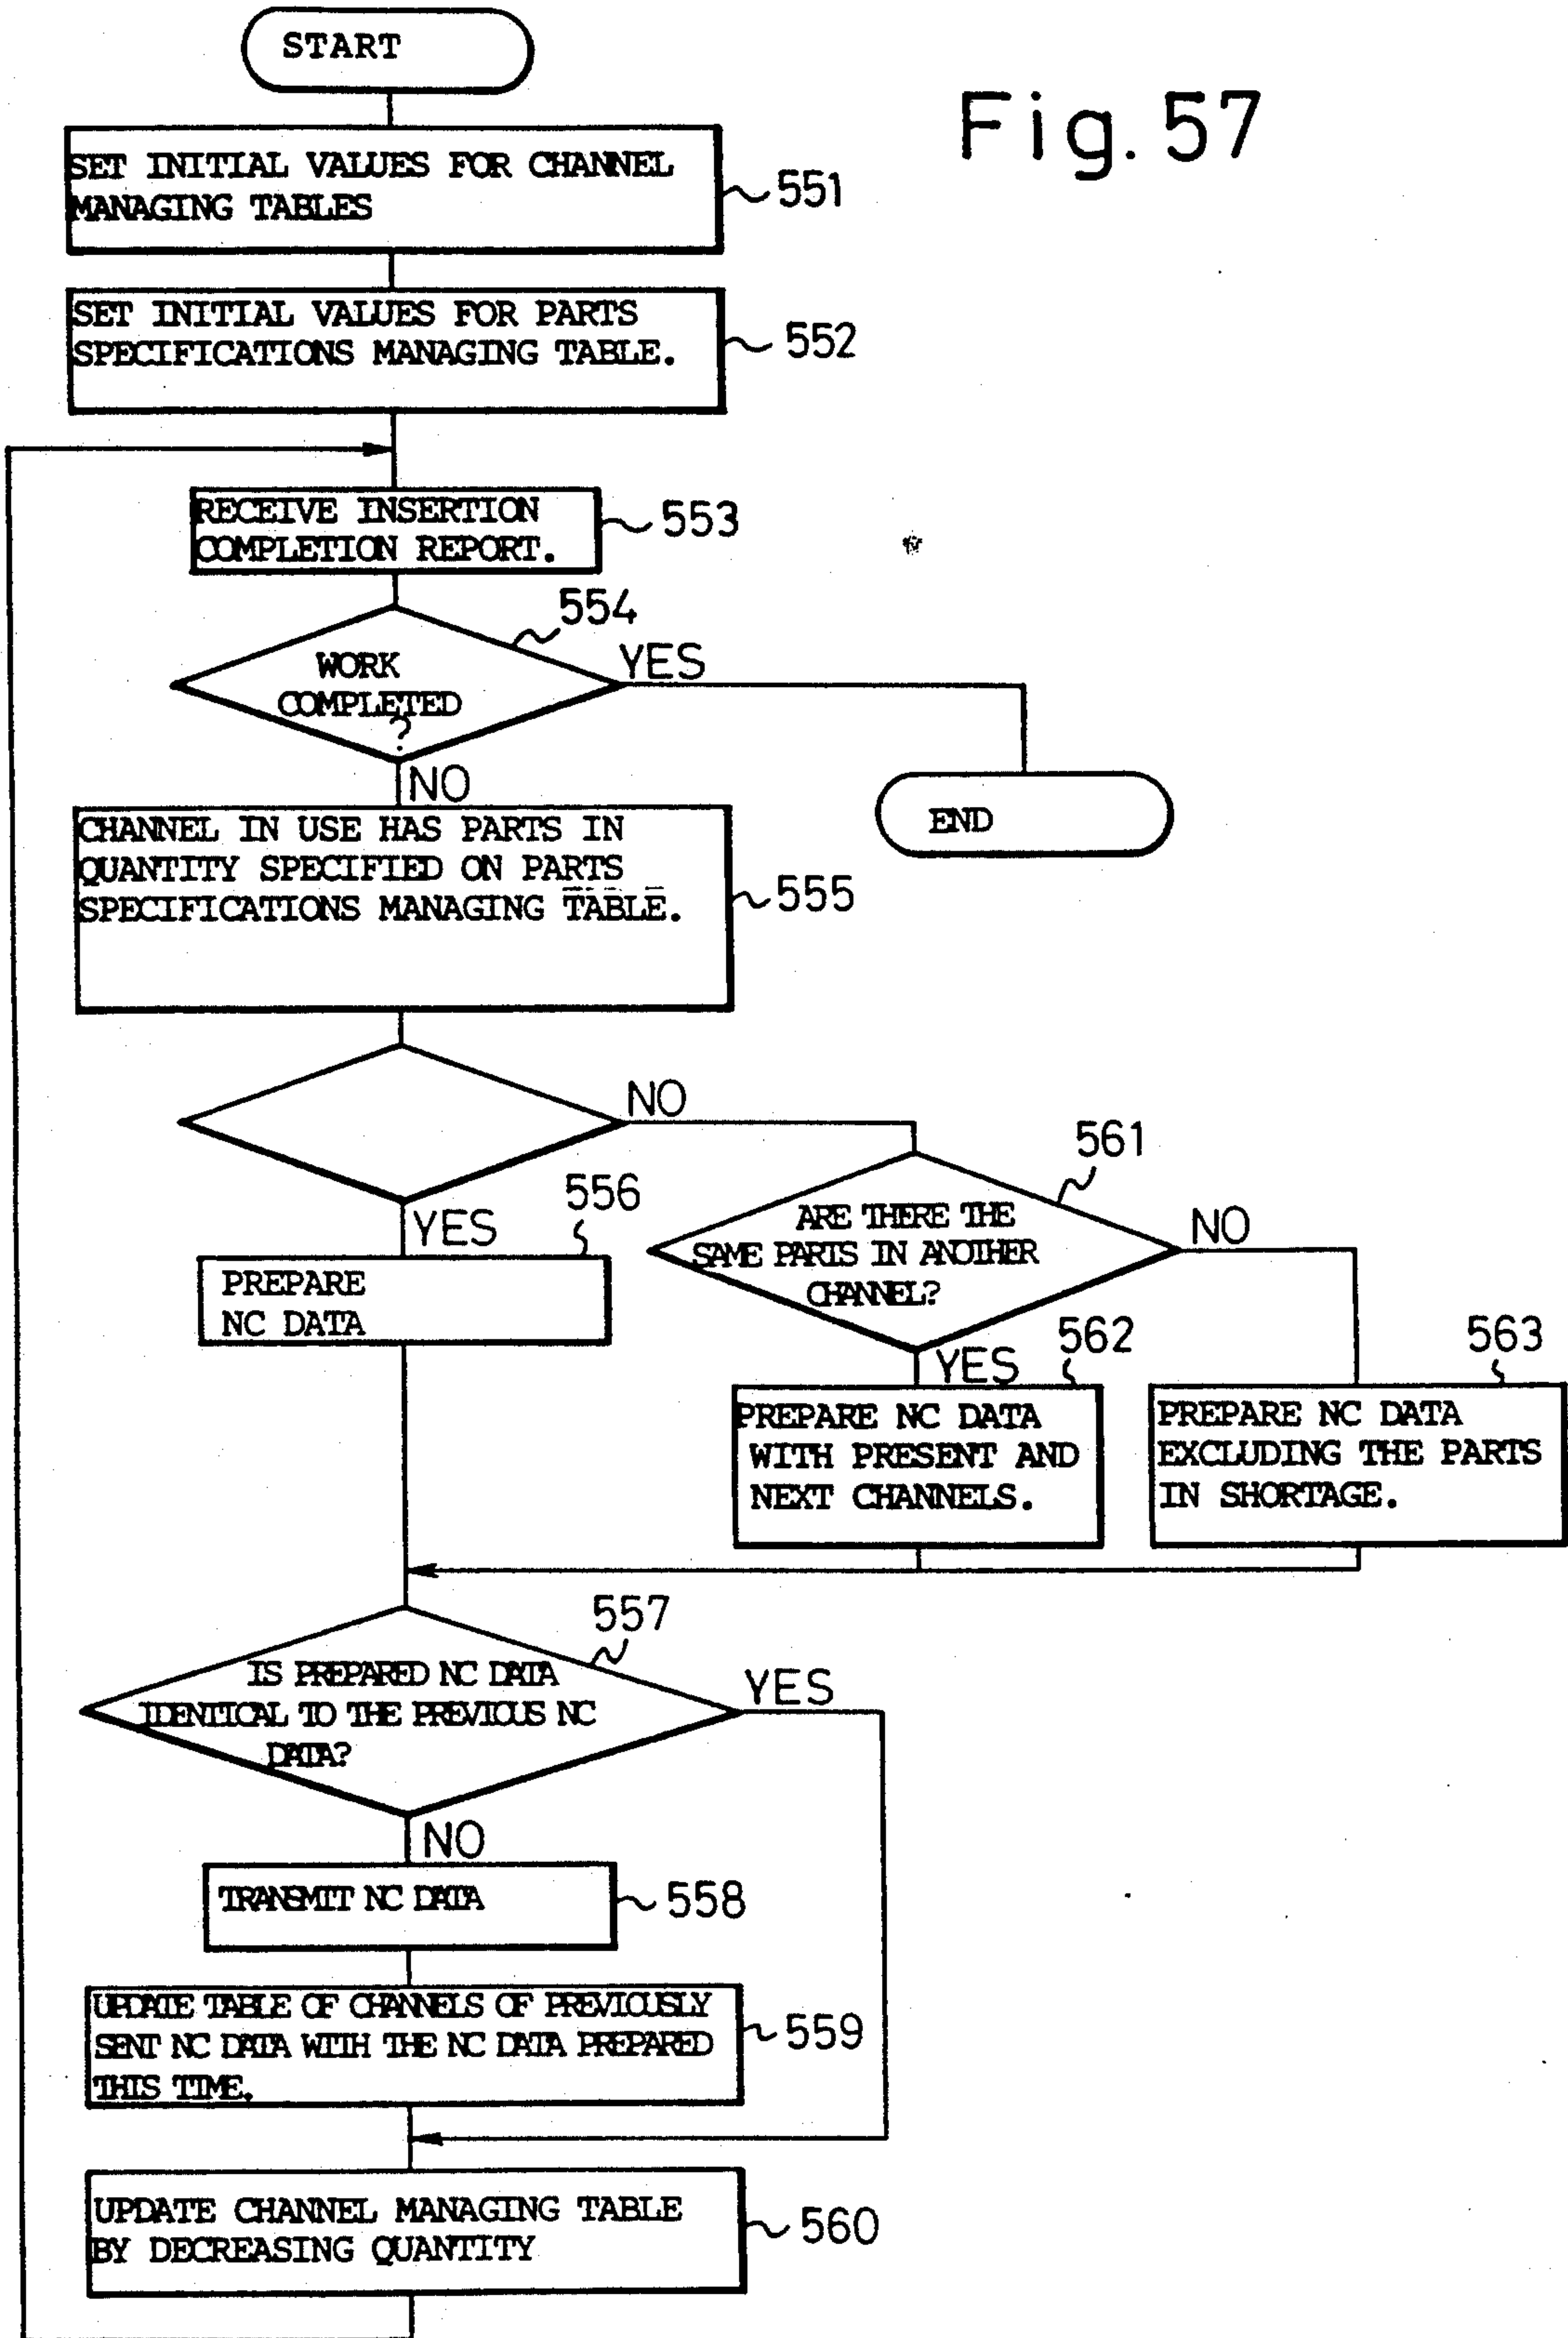 START
Fig. 57
SET INITIAL VALUES FOR CHANNEL
MANAGING TABLES
551
SET INITIAL VALUES FOR PARTS
SPECIFICATIONS MANAGING TABLE.
552
RECEIVE INSERTION
COMPLETION REPORT.
553
554
WORK
COMPLETED
?
YES
NO
END
CHANNEL IN USE HAS PARTS IN
QUANTITY SPECIFIED ON PARTS
SPECIFICATIONS MANAGING TABLE.
555
NO
YES
556
PREPARE
NC DATA
561
ARE THERE THE
SAME PARTS IN ANOTHER
CHANNEL?
NO
YES
562
PREPARE NC DATA
WITH PRESENT AND
NEXT CHANNELS.
563
PREPARE NC DATA
EXCLUDING THE PARTS
IN SHORTAGE.
557
IS PREPARED NC DATA
IDENTICAL TO THE PREVIOUS NC
DATA?
YES
NO
TRANSMIT NC DATA
558
UPDATE TABLE OF CHANNELS OF PREVIOUSLY
SENT NC DATA WITH THE NC DATA PREPARED
THIS TIME.
559
UPDATE CHANNEL MANAGING TABLE
BY DECREASING QUANTITY
560